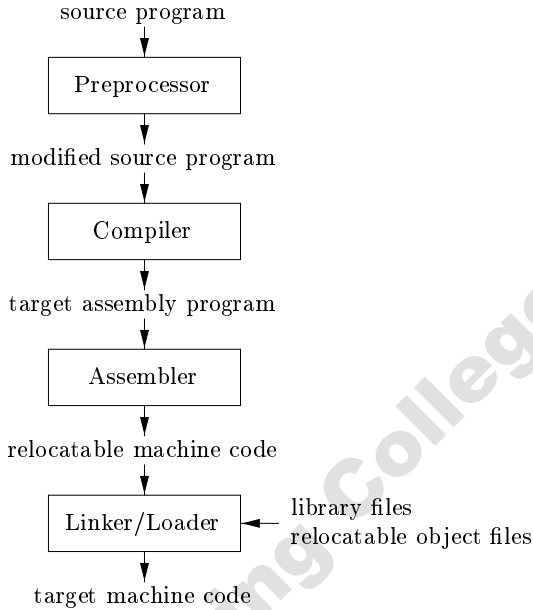 source program
Preprocessor
modified source program
Compiler
target assembly program
Assembler
relocatable machine code
Linker/Loader
library files
relocatable object files
target machine code
College